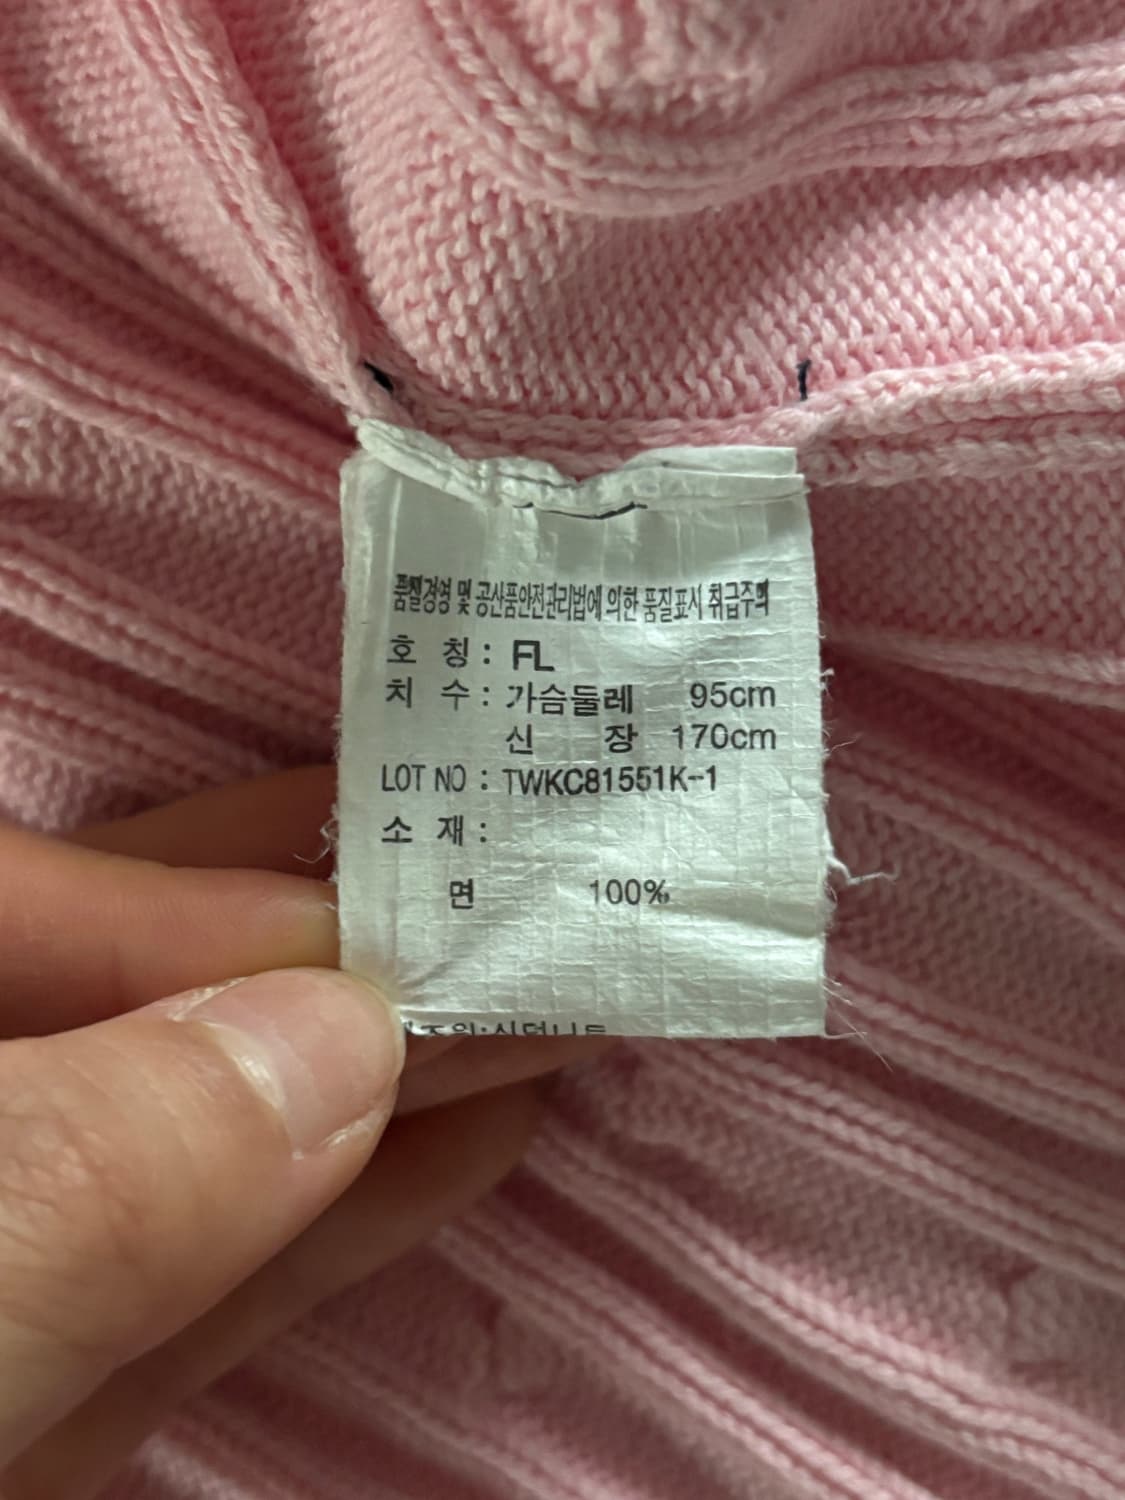 품질경영 및 공산품안전관리법에 의한 품질표시 취급주의
호 칭 : FL
치 수 : 가슴둘레 95cm
신 장 170cm
LOT NO : TWKC81551K-1
소 재 :
면 100%